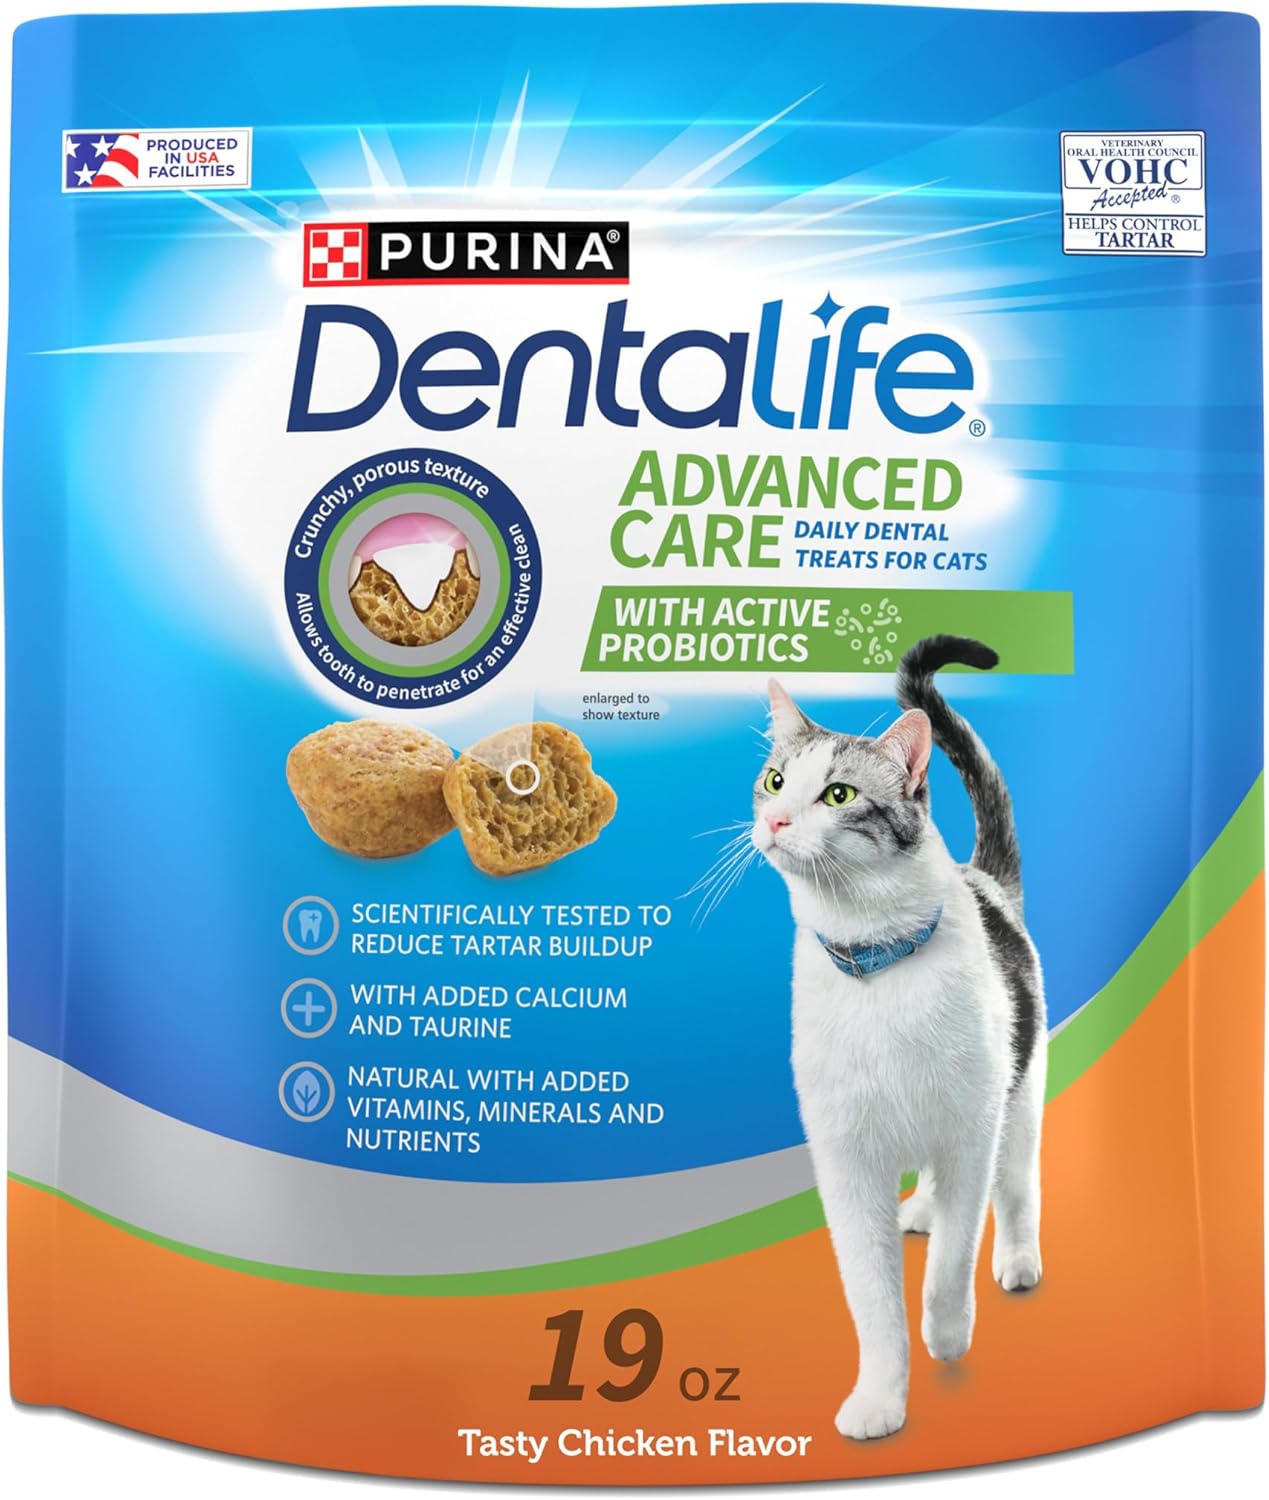 PRODUCED
IN USA
FACILITIES
VETERINARY
ORAL HEALTH COUNCIL
VOHC
Accepted®
HELPS CONTROL
TARTAR
PURINA®
Dentalife®
Crunchy, porous texture
Allows tooth to penetrate for an effective clean
ADVANCED
CARE
DAILY DENTAL
TREATS FOR CATS
WITH ACTIVE
PROBIOTICS
enlarged to
show texture
SCIENTIFICALLY TESTED TO
REDUCE TARTAR BUILDUP
WITH ADDED CALCIUM
AND TAURINE
NATURAL WITH ADDED
VITAMINS, MINERALS AND
NUTRIENTS
19 oz
Tasty Chicken Flavor